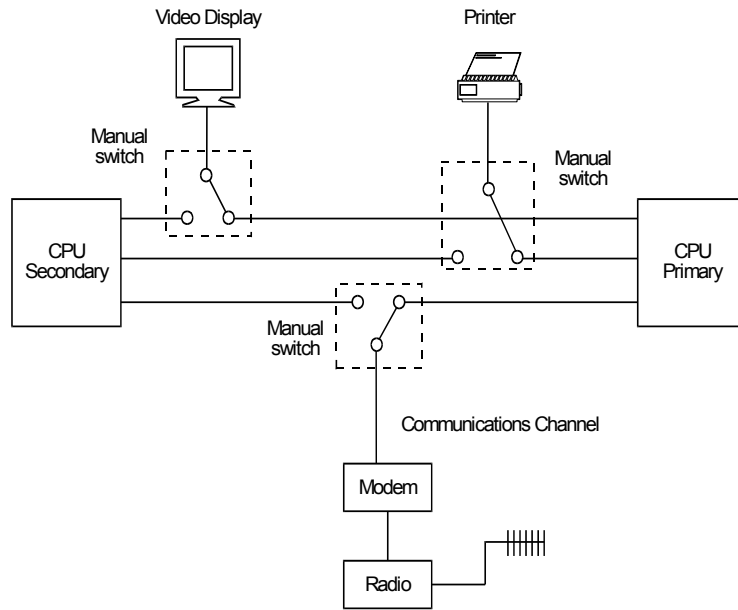 Video Display
Printer
Manual
switch
Manual
switch
CPU
Secondary
CPU
Primary
Manual
switch
Communications Channel
Modem
Radio